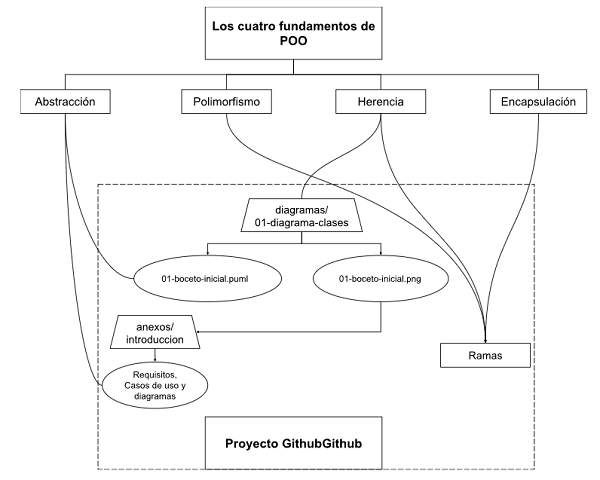 Los cuatro fundamentos de
POO
Abstracción
Polimorfismo
Herencia
Encapsulación
diagramas/
01-diagrama-clases
01-boceto-inicial.puml
01-boceto-inicial.png
anexos/
introduccion
Ramas
Requisitos,
Casos de uso y
diagramas
Proyecto GithubGithub